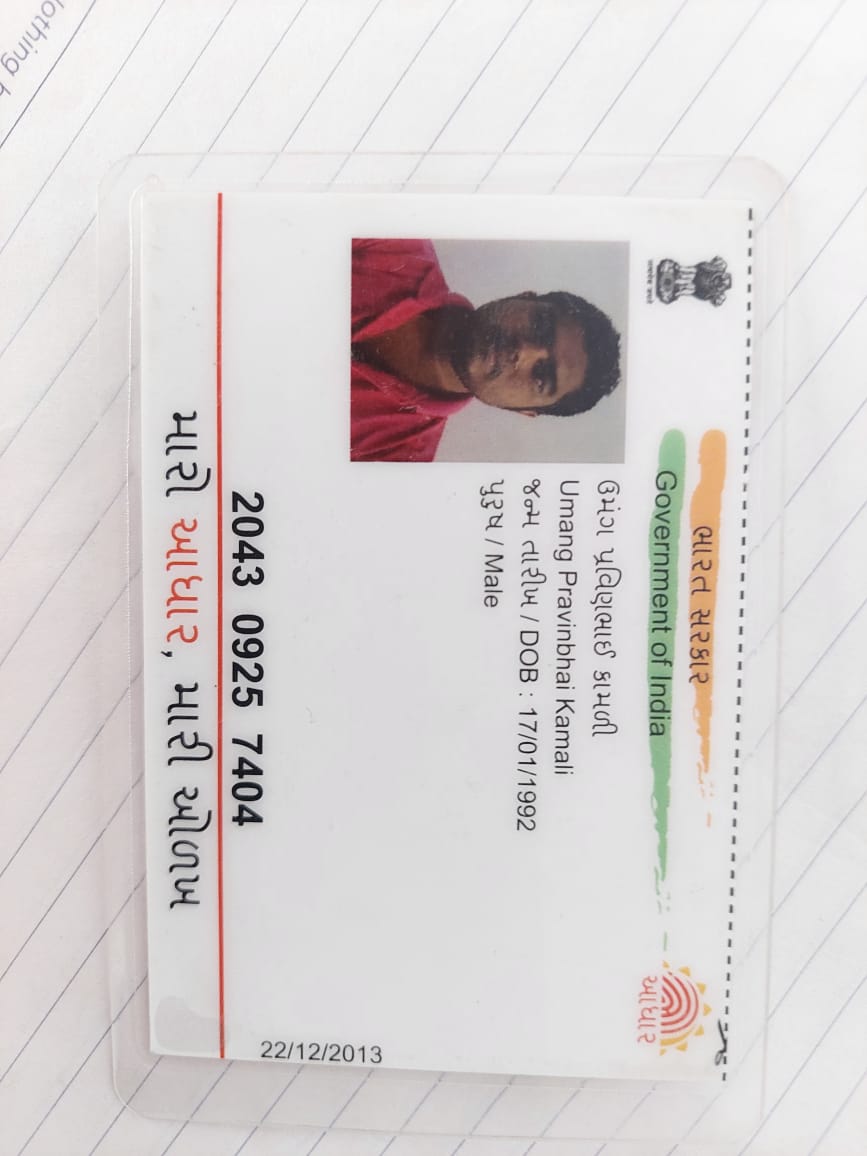 lothing
ભારત સરકાર
Government of India
ઉમંગ પ્રવિણભાઈ કામળી
Umang Pravinbhai Kamali
જન્મ તારીખ / DOB : 17/01/1992
પુરુષ / Male
આધાર
22/12/2013
2043 0925 7404
મારો આધાર, મારી ઓળખ